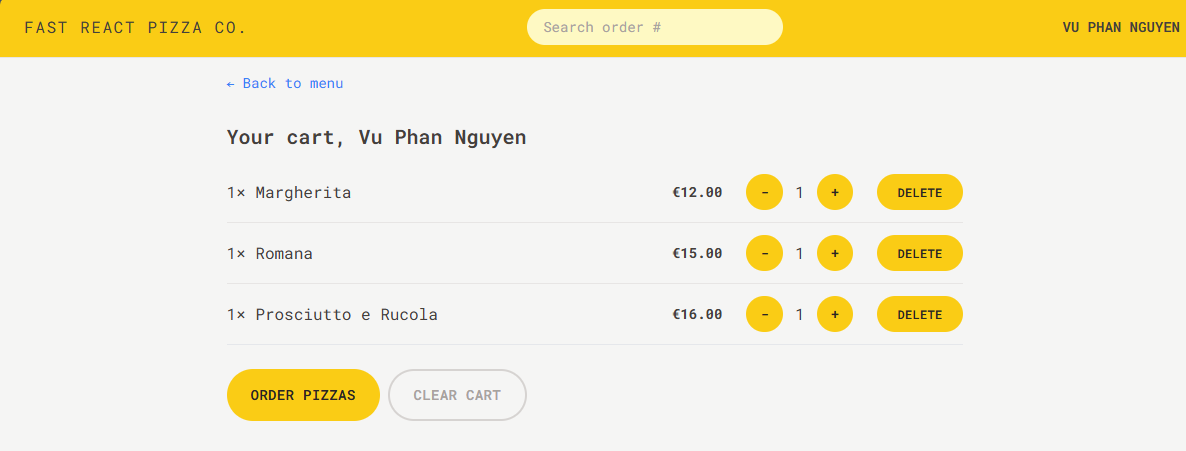 FAST REACT PIZZA CO. Search order # VU PHAN NGUYEN
← Back to menu
Your cart, Vu Phan Nguyen
1× Margherita €12.00 - 1 + DELETE
1× Romana €15.00 - 1 + DELETE
1× Prosciutto e Rucola €16.00 - 1 + DELETE
ORDER PIZZAS CLEAR CART